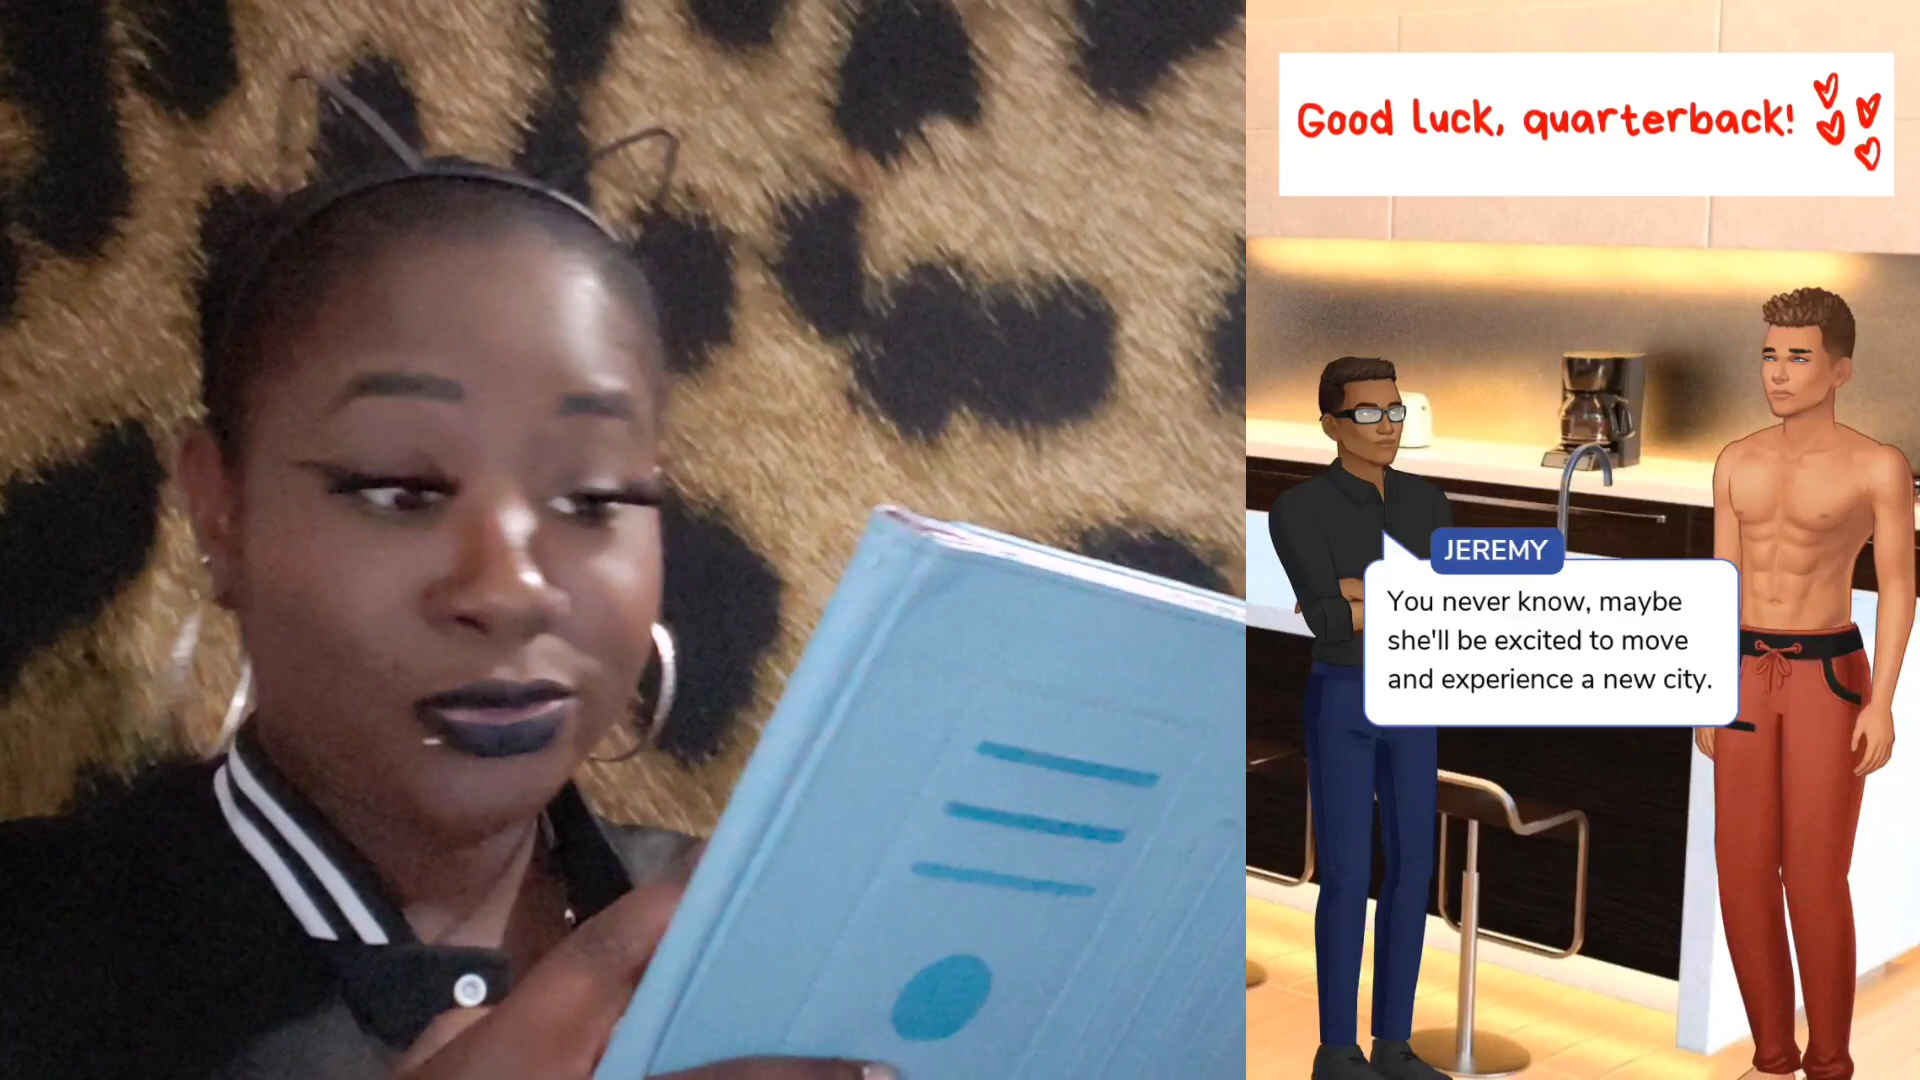 Good luck, quarterback!
JEREMY
You never know, maybe
she'll be excited to move
and experience a new city.